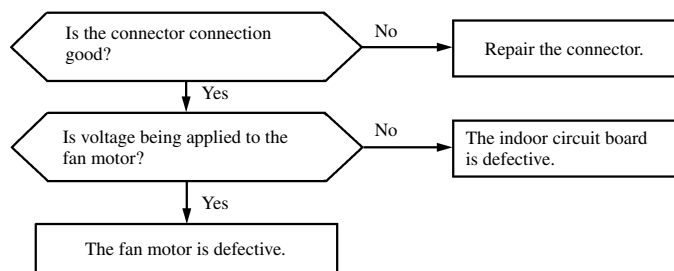 Is the connector connection
good?
No
Repair the connector.
Yes
Is voltage being applied to the
fan motor?
No
The indoor circuit board
is defective.
Yes
The fan motor is defective.